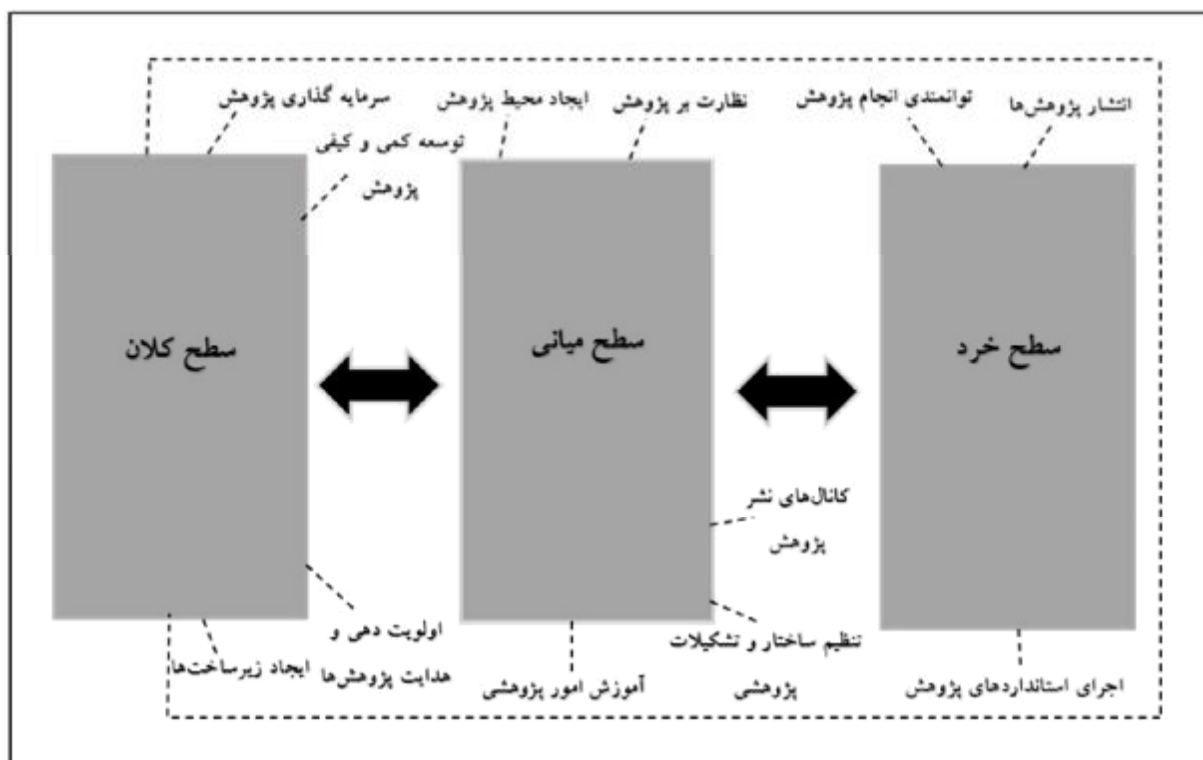 انتشار پژوهش‌ها
توانمندی انجام پژوهش
نظارت بر پژوهش
ایجاد محیط پژوهش
سرمایه گذاری پژوهش
توسعه کمی و کیفی
پژوهش
سطح خرد
سطح میانی
سطح کلان
کانال‌های نشر
پژوهش
اجرای استانداردهای پژوهش
تنظیم ساختار و تشکیلات
پژوهشی
آموزش امور پژوهشی
اولویت دهی و
هدایت پژوهش‌ها
ایجاد زیرساخت‌ها